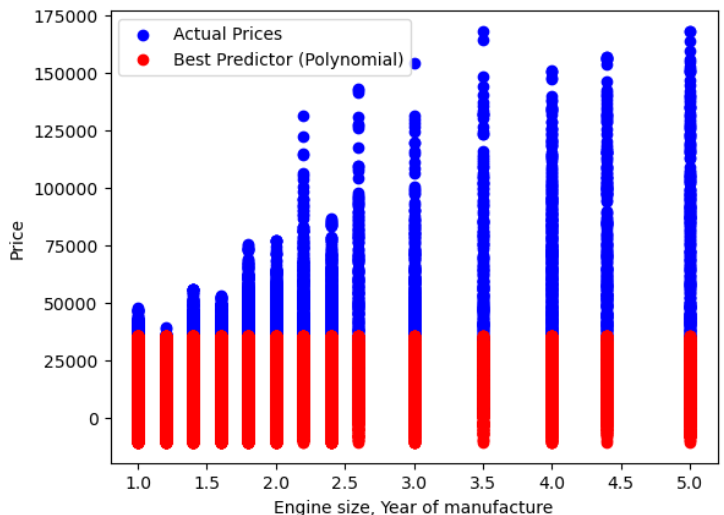 175000
150000
125000
100000
75000
50000
25000
0
Price
Actual Prices
Best Predictor (Polynomial)
1.0 1.5 2.0 2.5 3.0 3.5 4.0 4.5 5.0
Engine size, Year of manufacture